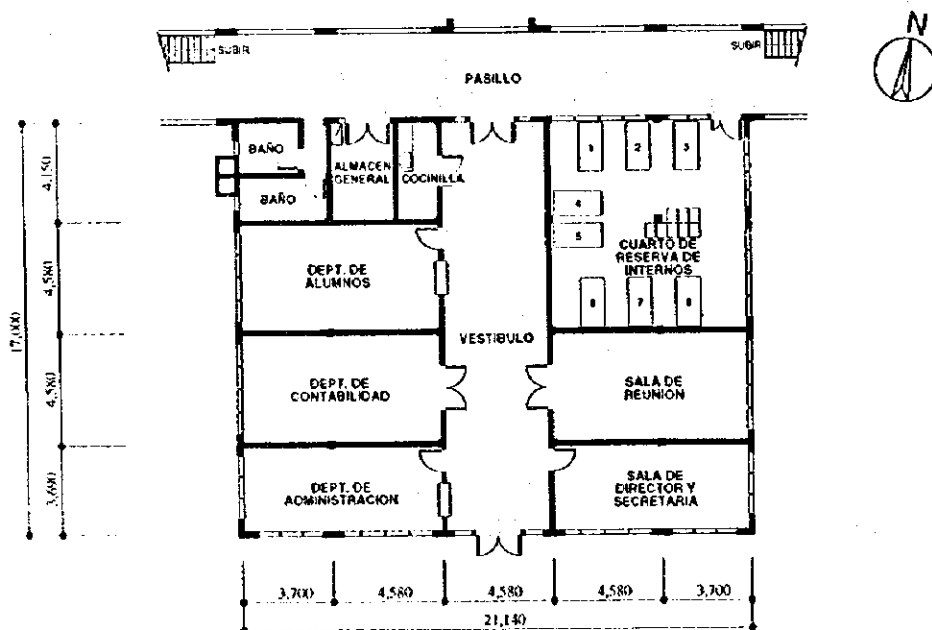 N
SUBIR
SUBIR
PASILLO
BAÑO
BAÑO
ALMACEN
GENERAL
COCINILLA
1
2
3
4
5
CUARTO DE
RESERVA DE
INTERNOS
6
7
8
DEPT. DE
ALUMNOS
VESTIBULO
DEPT. DE
CONTABILIDAD
SALA DE
REUNION
DEPT. DE
ADMINISTRACION
SALA DE
DIRECTOR Y
SECRETARIA
17,000
4,150
4,580
4,580
3,690
3,700
4,580
4,580
4,580
3,700
21,140